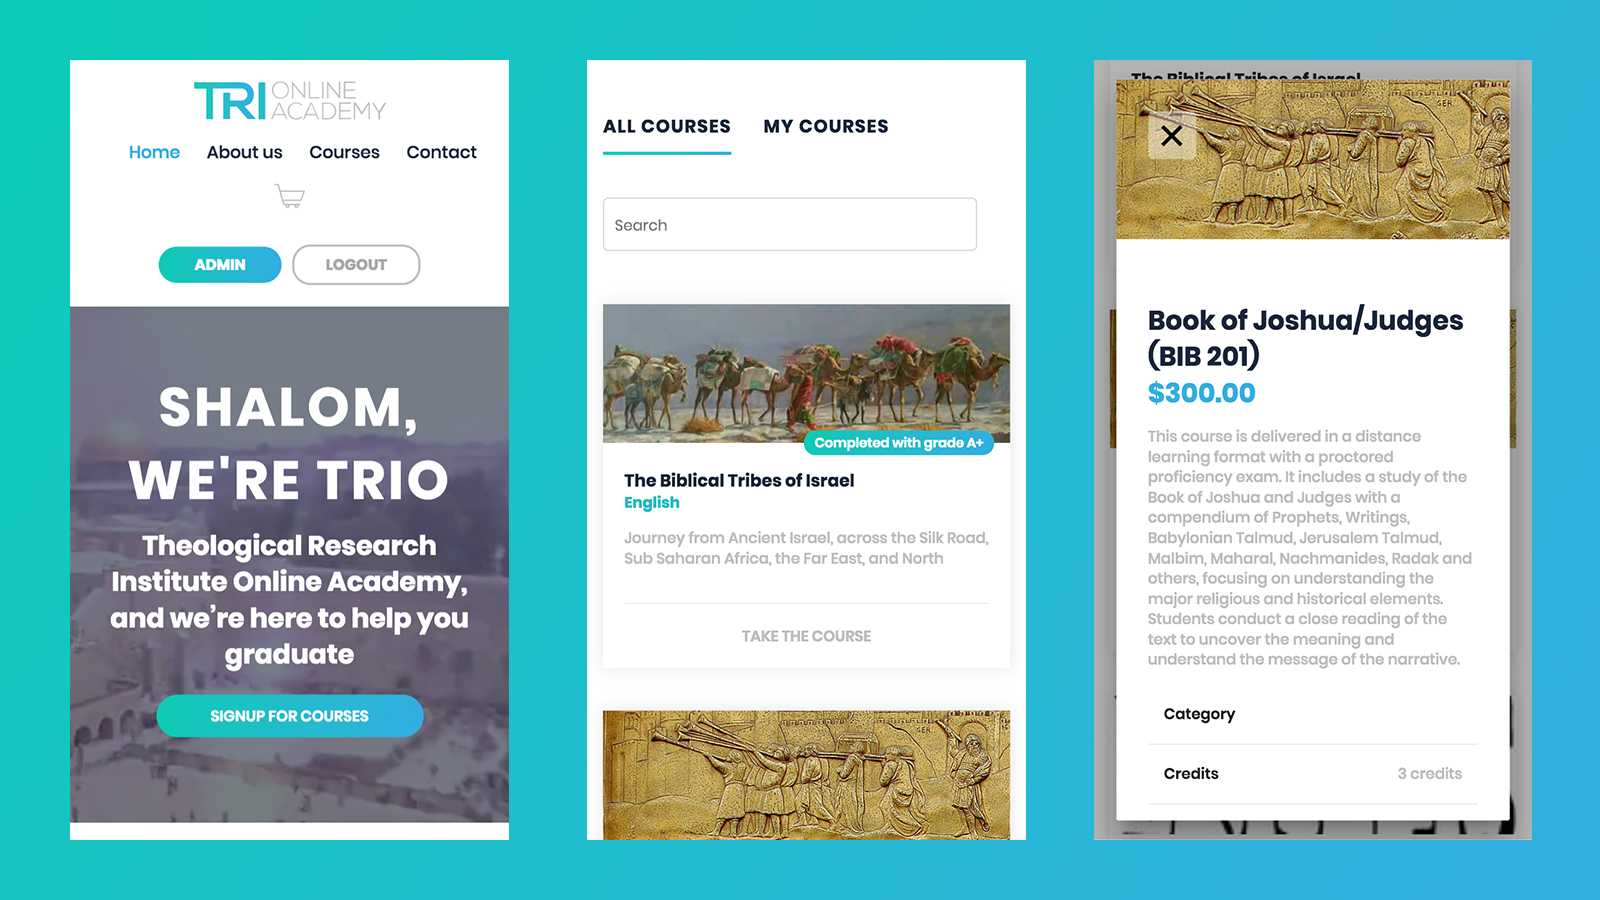 TRI ONLINE
ACADEMY
Home About us Courses Contact
ADMIN LOGOUT
SHALOM,
WE'RE TRIO
Theological Research
Institute Online Academy,
and we’re here to help you
graduate
SIGNUP FOR COURSES
ALL COURSES MY COURSES
Search
Completed with grade A+
The Biblical Tribes of Israel
English
Journey from Ancient Israel, across the Silk Road,
Sub Saharan Africa, the Far East, and North
TAKE THE COURSE
SER.
The Biblical Tribes of Israel
SER.
Book of Joshua/Judges
(BIB 201)
$300.00
This course is delivered in a distance
learning format with a proctored
proficiency exam. It includes a study of the
Book of Joshua and Judges with a
compendium of Prophets, Writings,
Babylonian Talmud, Jerusalem Talmud,
Malbim, Maharal, Nachmanides, Radak and
others, focusing on understanding the
major religious and historical elements.
Students conduct a close reading of the
text to uncover the meaning and
understand the message of the narrative.
Category
Credits 3 credits